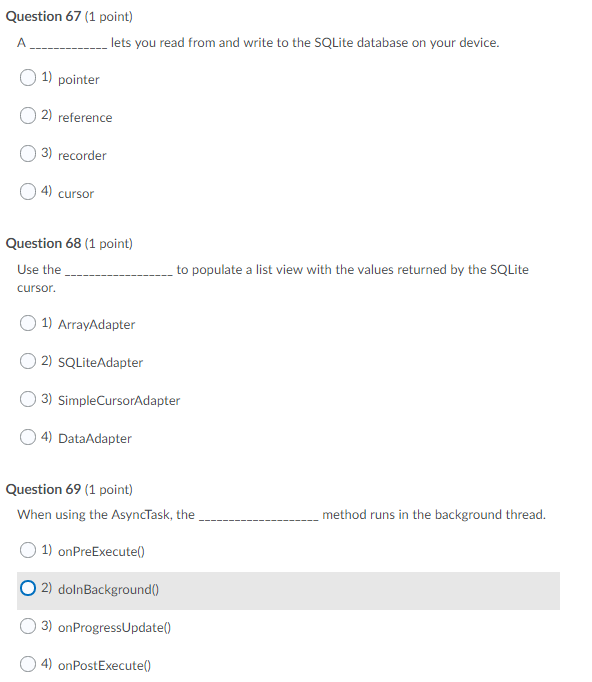 Question 67 (1 point)
A _____________ lets you read from and write to the SQLite database on your device.
1) pointer
2) reference
3) recorder
4) cursor
Question 68 (1 point)
Use the __________________ to populate a list view with the values returned by the SQLite
cursor.
1) ArrayAdapter
2) SQLiteAdapter
3) SimpleCursorAdapter
4) DataAdapter
Question 69 (1 point)
When using the AsyncTask, the ____________________ method runs in the background thread.
1) onPreExecute()
2) doInBackground()
3) onProgressUpdate()
4) onPostExecute()